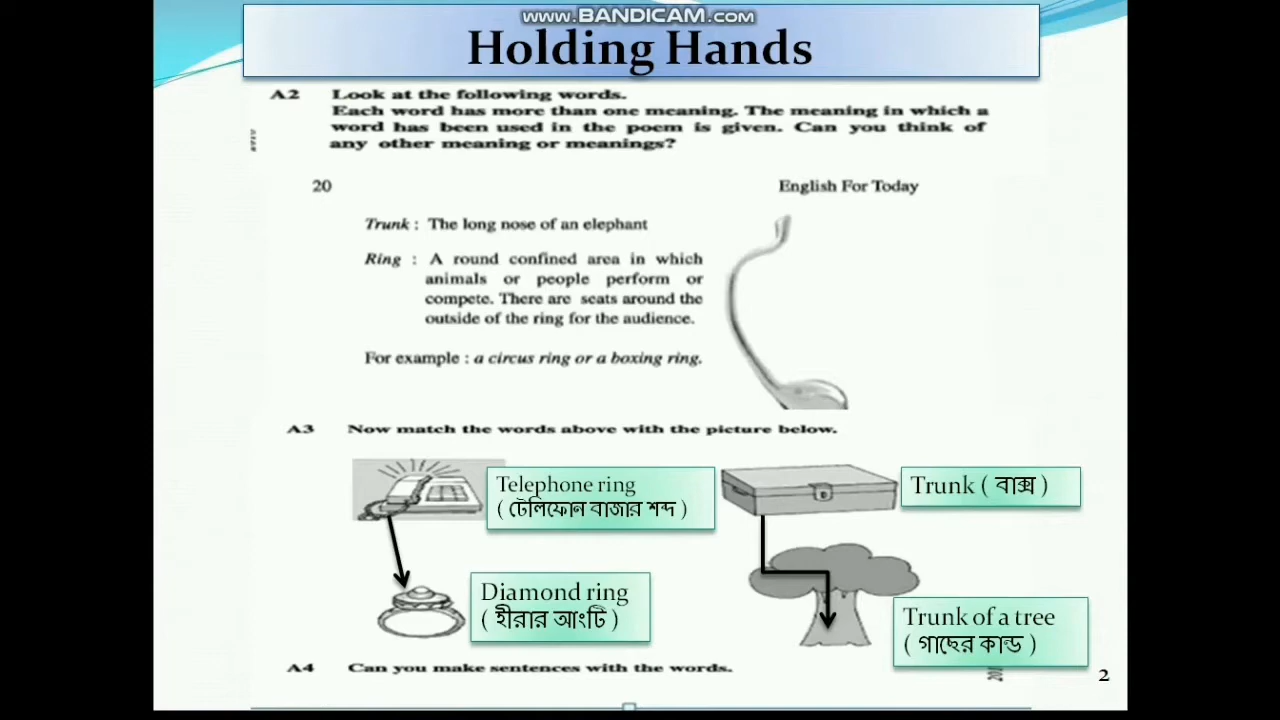 www.BANDICAM.com
Holding Hands
A2 Look at the following words.
Each word has more than one meaning. The meaning in which a
word has been used in the poem is given. Can you think of
any other meaning or meanings?
20 English For Today
Trunk : The long nose of an elephant
Ring : A round confined area in which
animals or people perform or
compete. There are seats around the
outside of the ring for the audience.
For example : a circus ring or a boxing ring.
A3 Now match the words above with the picture below.
Telephone ring
( টেলিফোন বাজার শব্দ )
Trunk ( বাক্স )
Diamond ring
( হীরার আংটি )
Trunk of a tree
( গাছের কান্ড )
A4 Can you make sentences with the words.
2